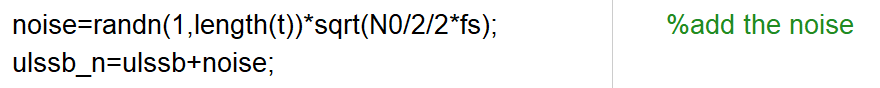 noise=randn(1,length(t))*sqrt(N0/2/2*fs); %add the noise
ulssb_n=ulssb+noise;